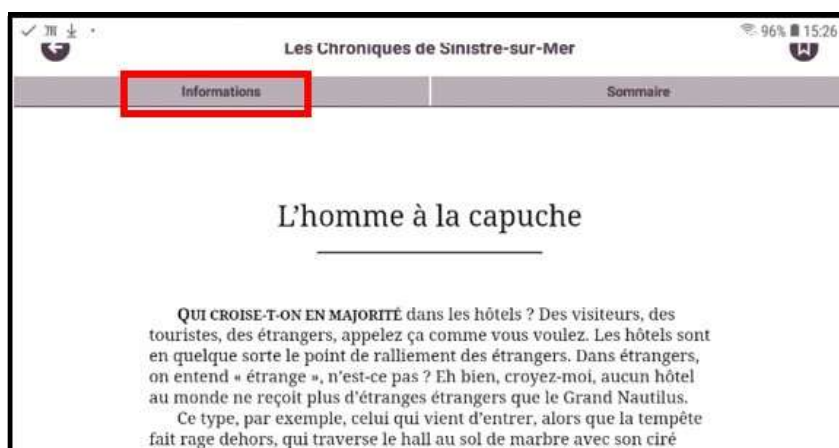 96% 15:26
Les Chroniques de Sinistre-sur-Mer
Informations
Sommaire
L'homme à la capuche
QUI CROISE-T-ON EN MAJORITÉ dans les hôtels ? Des visiteurs, des
touristes, des étrangers, appelez ça comme vous voulez. Les hôtels sont
en quelque sorte le point de ralliement des étrangers. Dans étrangers,
on entend « étrange », n'est-ce pas ? Eh bien, croyez-moi, aucun hôtel
au monde ne reçoit plus d'étranges étrangers que le Grand Nautilus.
Ce type, par exemple, celui qui vient d'entrer, alors que la tempête
fait rage dehors, qui traverse le hall au sol de marbre avec son ciré